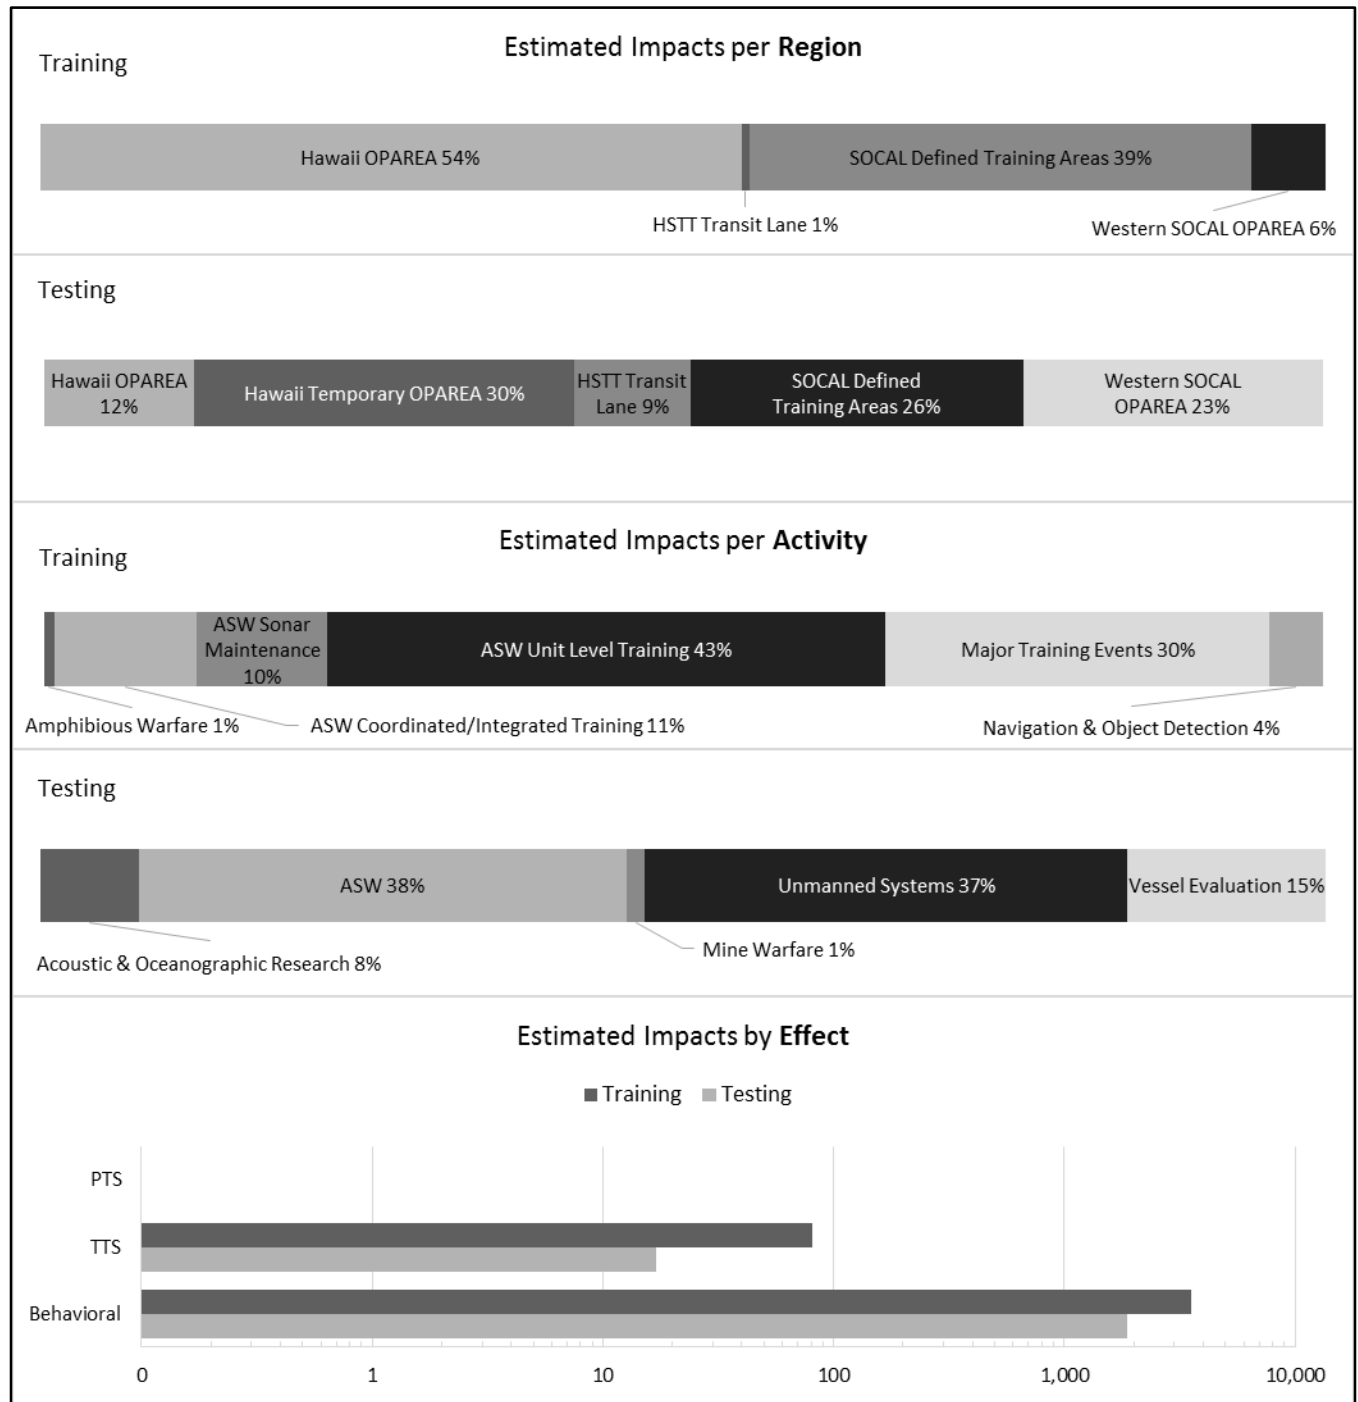 Estimated Impacts per Region
Training
Hawaii OPAREA 54%
SOCAL Defined Training Areas 39%
HSTT Transit Lane 1%
Western SOCAL OPAREA 6%
Testing
Hawaii OPAREA
12%
Hawaii Temporary OPAREA 30%
HSTT Transit
Lane 9%
SOCAL Defined
Training Areas 26%
Western SOCAL
OPAREA 23%
Estimated Impacts per Activity
Training
ASW Sonar
Maintenance
10%
ASW Unit Level Training 43%
Major Training Events 30%
Amphibious Warfare 1%
ASW Coordinated/Integrated Training 11%
Navigation & Object Detection 4%
Testing
ASW 38%
Unmanned Systems 37%
Vessel Evaluation 15%
Acoustic & Oceanographic Research 8%
Mine Warfare 1%
Estimated Impacts by Effect
Training Testing
PTS
TTS
Behavioral
0 1 10 100 1,000 10,000